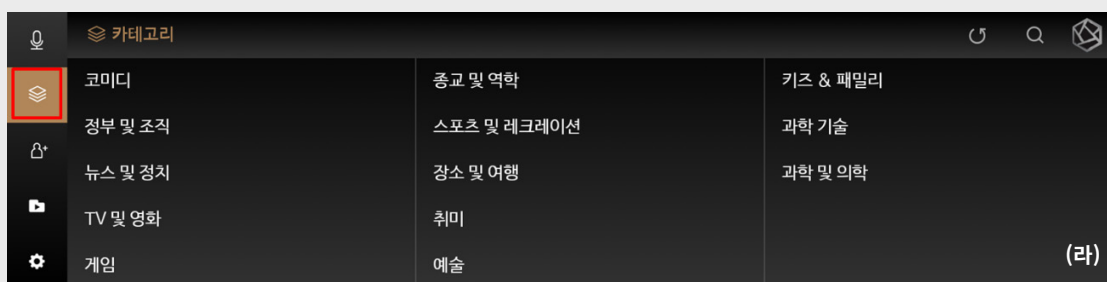 카테고리
코미디
정부 및 조직
뉴스 및 정치
TV 및 영화
게임
종교 및 역학
스포츠 및 레크레이션
장소 및 여행
취미
예술
키즈 & 패밀리
과학 기술
과학 및 의학
(라)